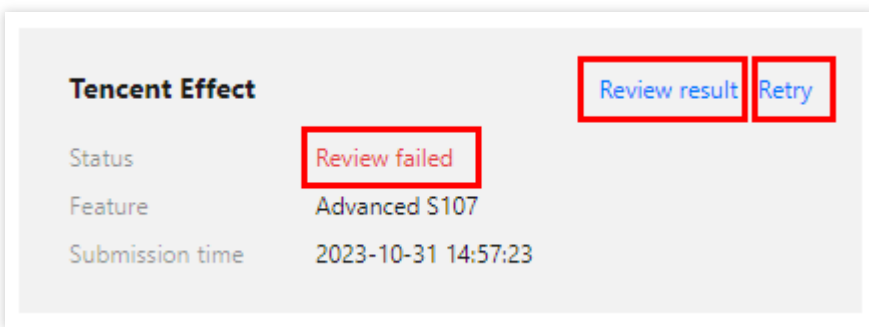 Tencent Effect Review result Retry
Status Review failed
Feature Advanced S107
Submission time 2023-10-31 14:57:23